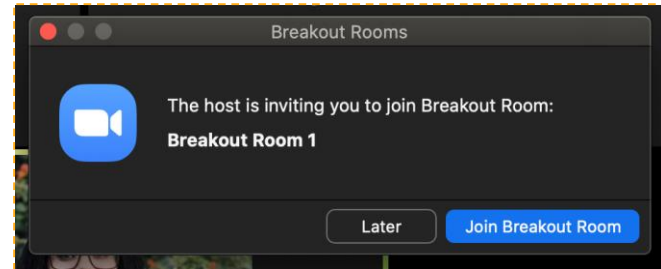 Breakout Rooms
The host is inviting you to join Breakout Room:
Breakout Room 1
Later
Join Breakout Room